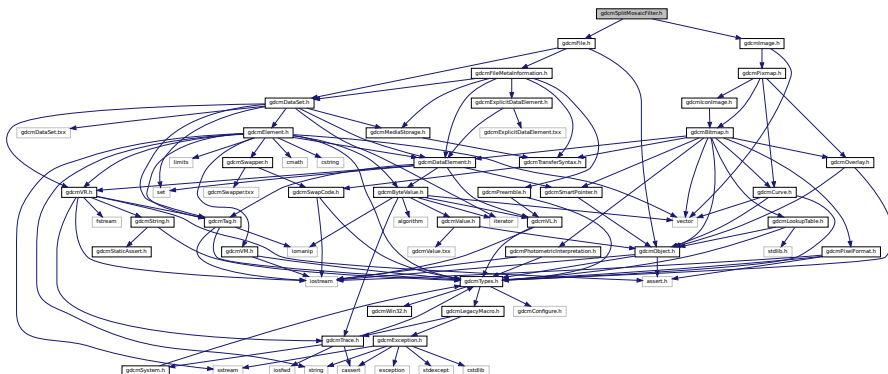 gdcmSplitMosaicFilter.h
gdcmFile.h
gdcmImage.h
gdcmFileMetaInformation.h
gdcmPixmap.h
gdcmDataSet.h
gdcmExplicitDataElement.h
gdcmIconImage.h
gdcmDataSet.txx
gdcmElement.h
gdcmMediaStorage.h
gdcmExplicitDataElement.txx
gdcmBitmap.h
limits
gdcmSwapper.h
cmath
cstring
gdcmDataElement.h
gdcmTransferSyntax.h
gdcmOverlay.h
gdcmVR.h
set
gdcmSwapper.txx
gdcmSwapCode.h
gdcmByteValue.h
gdcmPreamble.h
gdcmSmartPointer.h
gdcmCurve.h
fstream
gdcmString.h
gdcmTag.h
algorithm
gdcmValue.h
iterator
gdcmVL.h
vector
gdcmLookupTable.h
gdcmStaticAssert.h
gdcmVM.h
iomanip
gdcmValue.txx
gdcmPhotometricInterpretation.h
gdcmObject.h
stdlib.h
gdcmPixelFormat.h
iostream
gdcmTypes.h
assert.h
gdcmWin32.h
gdcmLegacyMacro.h
gdcmConfigure.h
gdcmTrace.h
gdcmException.h
gdcmSystem.h
sstream
iosfwd
string
cassert
exception
stdexcept
cstdlib